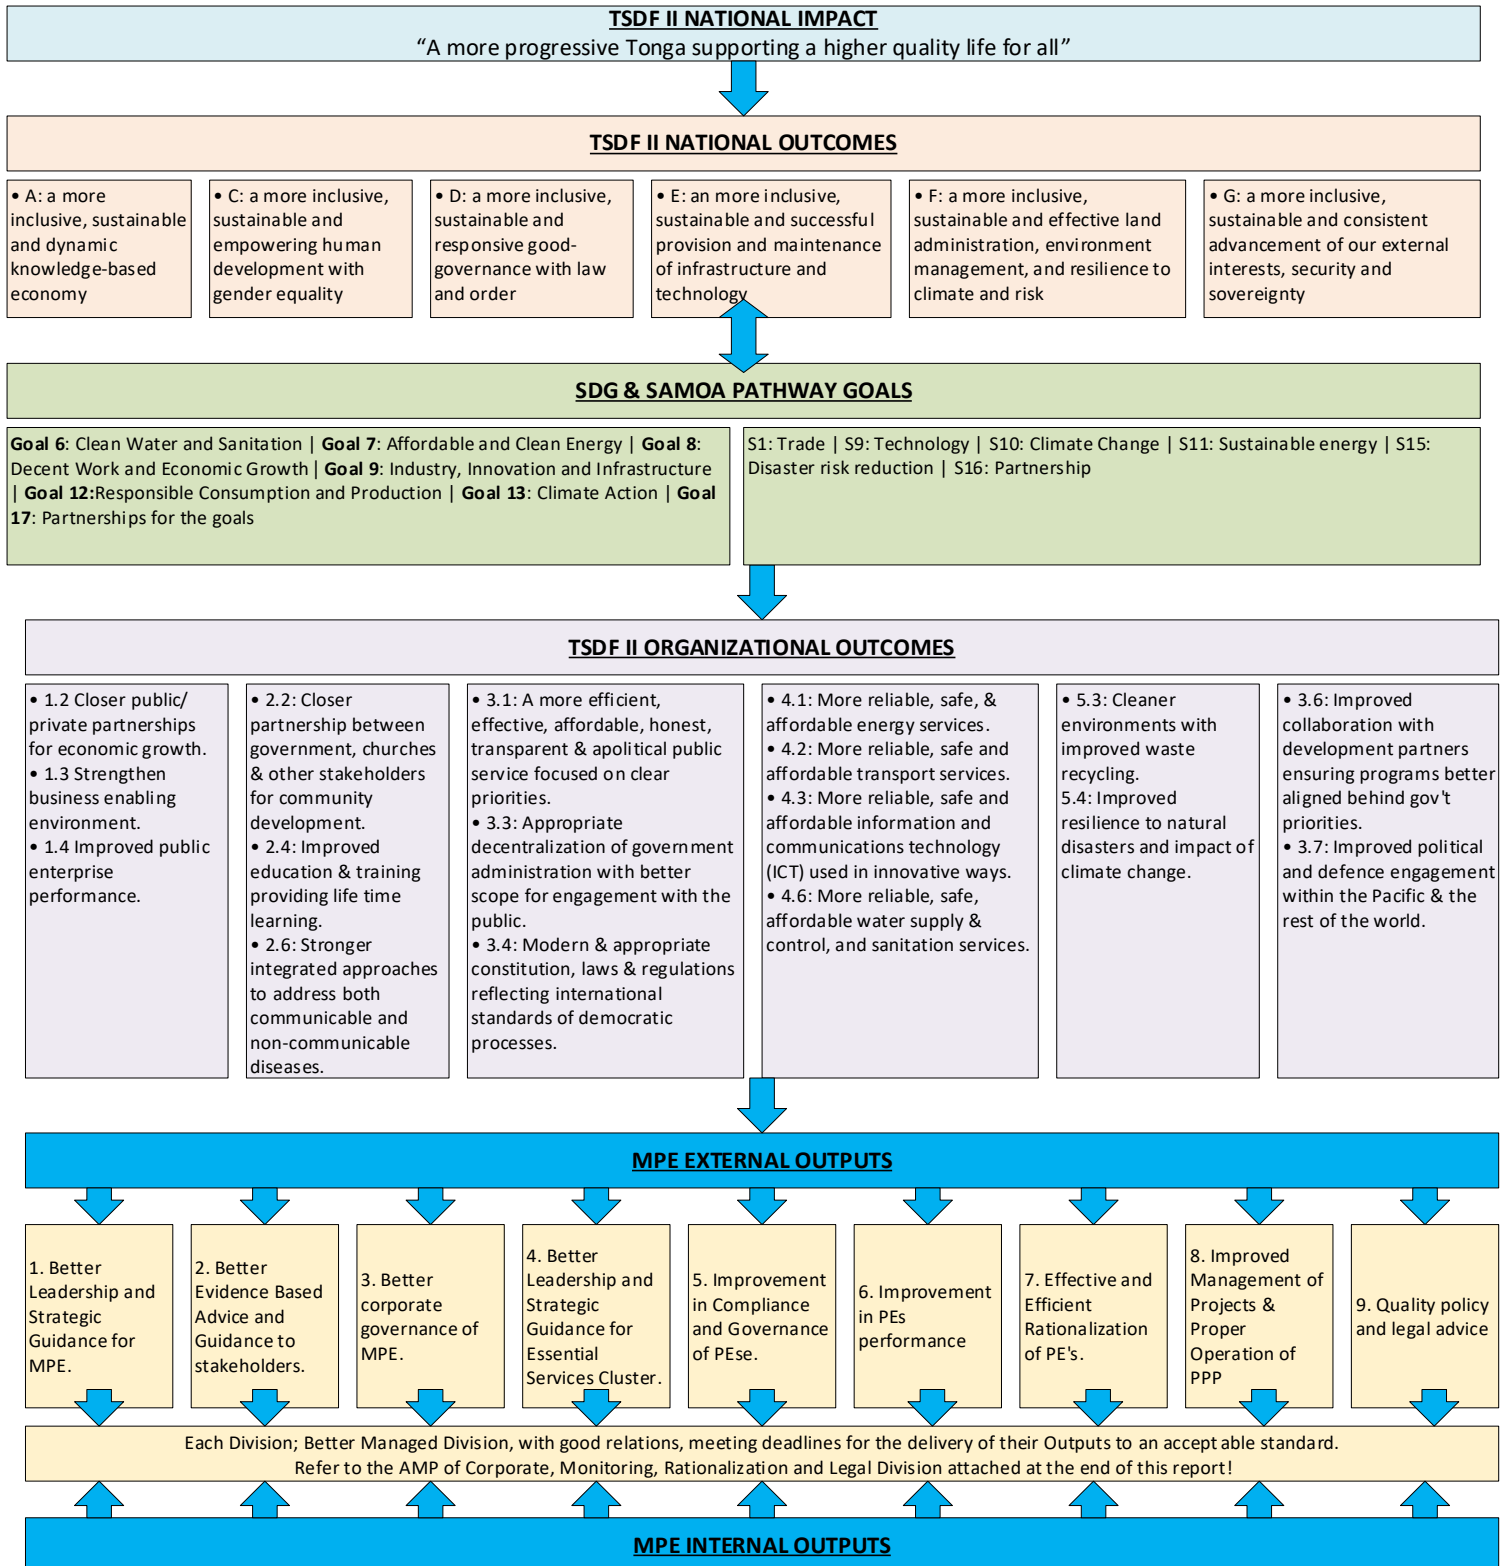 TSDF II NATIONAL IMPACT
“A more progressive Tonga supporting a higher quality life for all”
TSDF II NATIONAL OUTCOMES
• A: a more
inclusive, sustainable
and dynamic
knowledge-based
economy
• C: a more inclusive,
sustainable and
empowering human
development with
gender equality
• D: a more inclusive,
sustainable and
responsive good-
governance with law
and order
• E: an more inclusive,
sustainable and successful
provision and maintenance
of infrastructure and
technology
• F: a more inclusive,
sustainable and effective land
administration, environment
management, and resilience to
climate and risk
• G: a more inclusive,
sustainable and consistent
advancement of our external
interests, security and
sovereignty
SDG & SAMOA PATHWAY GOALS
Goal 6: Clean Water and Sanitation | Goal 7: Affordable and Clean Energy | Goal 8:
Decent Work and Economic Growth | Goal 9: Industry, Innovation and Infrastructure
| Goal 12:Responsible Consumption and Production | Goal 13: Climate Action | Goal
17: Partnerships for the goals
S1: Trade | S9: Technology | S10: Climate Change | S11: Sustainable energy | S15:
Disaster risk reduction | S16: Partnership
TSDF II ORGANIZATIONAL OUTCOMES
• 1.2 Closer public/
private partnerships
for economic growth.
• 1.3 Strengthen
business enabling
environment.
• 1.4 Improved public
enterprise
performance.
• 2.2: Closer
partnership between
government, churches
& other stakeholders
for community
development.
• 2.4: Improved
education & training
providing life time
learning.
• 2.6: Stronger
integrated approaches
to address both
communicable and
non-communicable
diseases.
• 3.1: A more efficient,
effective, affordable, honest,
transparent & apolitical public
service focused on clear
priorities.
• 3.3: Appropriate
decentralization of government
administration with better
scope for engagement with the
public.
• 3.4: Modern & appropriate
constitution, laws & regulations
reflecting international
standards of democratic
processes.
• 4.1: More reliable, safe, &
affordable energy services.
• 4.2: More reliable, safe and
affordable transport services.
• 4.3: More reliable, safe and
affordable information and
communications technology
(ICT) used in innovative ways.
• 4.6: More reliable, safe,
affordable water supply &
control, and sanitation services.
• 5.3: Cleaner
environments with
improved waste
recycling.
5.4: Improved
resilience to natural
disasters and impact of
climate change.
• 3.6: Improved
collaboration with
development partners
ensuring programs better
aligned behind gov't
priorities.
• 3.7: Improved political
and defence engagement
within the Pacific & the
rest of the world.
MPE EXTERNAL OUTPUTS
1. Better
Leadership and
Strategic
Guidance for
MPE.
2. Better
Evidence Based
Advice and
Guidance to
stakeholders.
3. Better
corporate
governance of
MPE.
4. Better
Leadership and
Strategic
Guidance for
Essential
Services Cluster.
5. Improvement
in Compliance
and Governance
of PEse.
6. Improvement
in PEs
performance
7. Effective and
Efficient
Rationalization
of PE's.
8. Improved
Management of
Projects &
Proper
Operation of
PPP
9. Quality policy
and legal advice
Each Division; Better Managed Division, with good relations, meeting deadlines for the delivery of their Outputs to an acceptable standard.
Refer to the AMP of Corporate, Monitoring, Rationalization and Legal Division attached at the end of this report!
MPE INTERNAL OUTPUTS